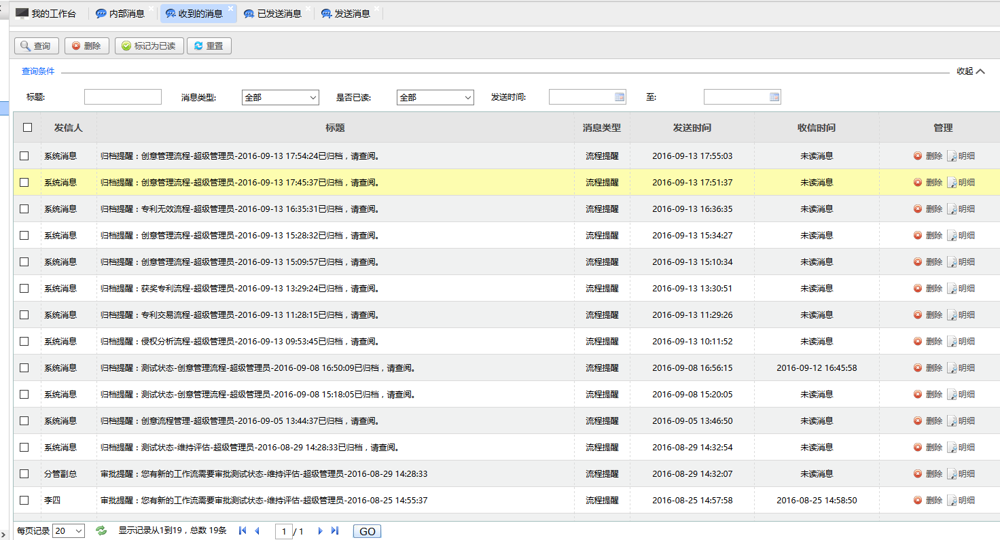 我的工作台 内部消息 收到的消息 已发送消息 发送消息
查询 删除 标记为已读 重置
查询条件 收起
标题: 消息类型: 全部 是否已读: 全部 发送时间: 至:
发信人 标题 消息类型 发送时间 收信时间 管理
系统消息 归档提醒：创意管理流程-超级管理员-2016-09-13 17:54:24已归档，请查阅。 流程提醒 2016-09-13 17:55:03 未读消息 删除 明细
系统消息 归档提醒：创意管理流程-超级管理员-2016-09-13 17:45:37已归档，请查阅。 流程提醒 2016-09-13 17:51:37 未读消息 删除 明细
系统消息 归档提醒：专利无效流程-超级管理员-2016-09-13 16:35:31已归档，请查阅。 流程提醒 2016-09-13 16:36:35 未读消息 删除 明细
系统消息 归档提醒：创意管理流程-超级管理员-2016-09-13 15:28:32已归档，请查阅。 流程提醒 2016-09-13 15:34:27 未读消息 删除 明细
系统消息 归档提醒：创意管理流程-超级管理员-2016-09-13 15:09:57已归档，请查阅。 流程提醒 2016-09-13 15:10:34 未读消息 删除 明细
系统消息 归档提醒：获奖专利流程-超级管理员-2016-09-13 13:29:24已归档，请查阅。 流程提醒 2016-09-13 13:30:51 未读消息 删除 明细
系统消息 归档提醒：专利交易流程-超级管理员-2016-09-13 11:28:15已归档，请查阅。 流程提醒 2016-09-13 11:29:26 未读消息 删除 明细
系统消息 归档提醒：侵权分析流程-超级管理员-2016-09-13 09:53:45已归档，请查阅。 流程提醒 2016-09-13 10:11:52 未读消息 删除 明细
系统消息 归档提醒：测试状态-创意管理流程-超级管理员-2016-09-08 16:50:09已归档，请查阅。 流程提醒 2016-09-08 16:56:15 2016-09-12 16:45:58 删除 明细
系统消息 归档提醒：测试状态-创意管理流程-超级管理员-2016-09-08 15:18:05已归档，请查阅。 流程提醒 2016-09-08 15:20:05 未读消息 删除 明细
系统消息 归档提醒：创意流程管理-超级管理员-2016-09-05 13:44:37已归档，请查阅。 流程提醒 2016-09-05 13:46:50 未读消息 删除 明细
系统消息 归档提醒：测试状态-维持评估-超级管理员-2016-08-29 14:28:33已归档，请查阅。 流程提醒 2016-08-29 14:32:54 未读消息 删除 明细
分管副总 审批提醒：您有新的工作流需要审批测试状态-维持评估-超级管理员-2016-08-29 14:28:33 流程提醒 2016-08-29 14:32:07 未读消息 删除 明细
李四 审批提醒：您有新的工作流需要审批测试状态-维持评估-超级管理员-2016-08-25 14:55:37 流程提醒 2016-08-25 14:57:58 2016-08-25 14:58:50 删除 明细
每页记录 20 显示记录从1到19，总数 19条 1 / 1 GO